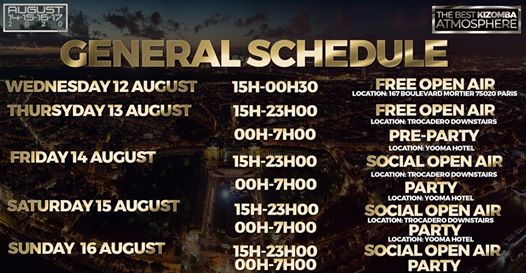 AUGUST
14-15-16-17
2020
THE BEST KIZOMBA
ATMOSPHERE
GENERAL SCHEDULE
WEDNESDAY 12 AUGUST 15H-00H30 FREE OPEN AIR
LOCATION: 167 BOULEVARD MORTIER 75020 PARIS
THURSYDAY 13 AUGUST 15H-23H00 FREE OPEN AIR
LOCATION: TROCADERO DOWNSTAIRS
00H-7H00 PRE-PARTY
LOCATION: YOOMA HOTEL
FRIDAY 14 AUGUST 15H-23H00 SOCIAL OPEN AIR
LOCATION: TROCADERO DOWNSTAIRS
00H-7H00 PARTY
LOCATION: YOOMA HOTEL
SATURDAY 15 AUGUST 15H-23H00 SOCIAL OPEN AIR
LOCATION: TROCADERO DOWNSTAIRS
00H-7H00 PARTY
LOCATION: YOOMA HOTEL
SUNDAY 16 AUGUST 15H-23H00 SOCIAL OPEN AIR
00H-7H00 PARTY